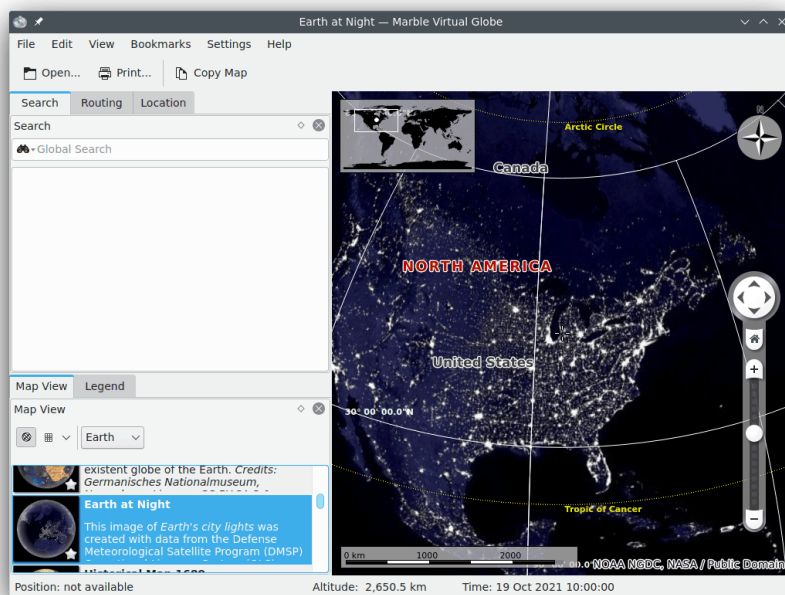 Earth at Night — Marble Virtual Globe
File Edit View Bookmarks Settings Help
Open... Print... Copy Map
Search Routing Location
Search
Global Search
Map View Legend
Map View
Earth
existent globe of the Earth. Credits:
Germanisches Nationalmuseum,
Earth at Night
This image of Earth's city lights was
created with data from the Defense
Meteorological Satellite Program (DMSP)
Historical Map 1689
N
Arctic Circle
Canada
NORTH AMERICA
United States
30° 00' 00.0"N
Tropic of Cancer
0 km 1000 2000
NOAA NGDC, NASA / Public Domain
Position: not available Altitude: 2,650.5 km Time: 19 Oct 2021 10:00:00